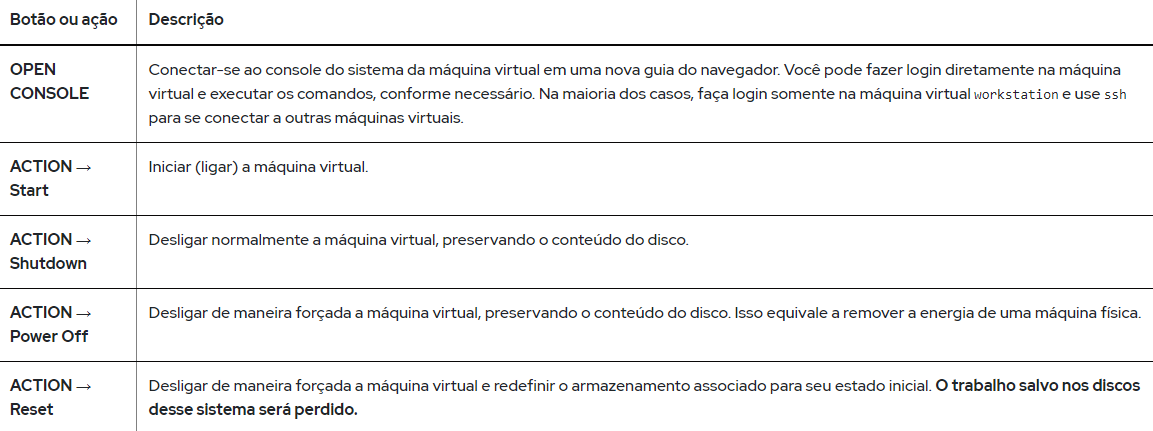 Botão ou ação Descrição
OPEN CONSOLE
Conectar-se ao console do sistema da máquina virtual em uma nova guia do navegador. Você pode fazer login diretamente na máquina
virtual e executar os comandos, conforme necessário. Na maioria dos casos, faça login somente na máquina virtual workstation e use ssh
para se conectar a outras máquinas virtuais.
ACTION →
Start
Iniciar (ligar) a máquina virtual.
ACTION →
Shutdown
Desligar normalmente a máquina virtual, preservando o conteúdo do disco.
ACTION →
Power Off
Desligar de maneira forçada a máquina virtual, preservando o conteúdo do disco. Isso equivale a remover a energia de uma máquina física.
ACTION →
Reset
Desligar de maneira forçada a máquina virtual e redefinir o armazenamento associado para seu estado inicial. O trabalho salvo nos discos
desse sistema será perdido.